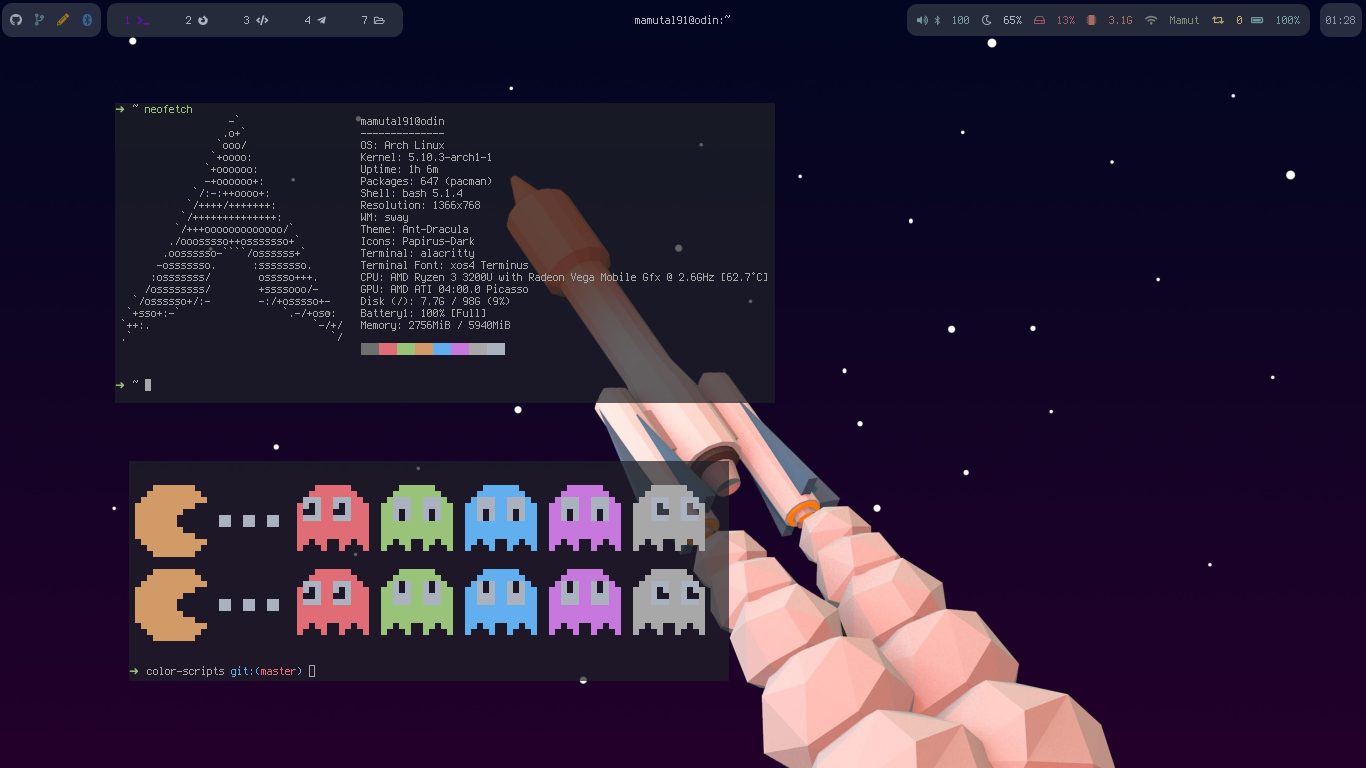 1 2 3 4 7
mamutal91@odin:~
100 65% 13% 3.1G Mamut 0 100%
01:28
➜ ~ neofetch
mamutal91@odin
--------------
OS: Arch Linux
Kernel: 5.10.3-arch1-1
Uptime: 1h 6m
Packages: 647 (pacman)
Shell: bash 5.1.4
Resolution: 1366x768
WM: sway
Theme: Ant-Dracula
Icons: Papirus-Dark
Terminal: alacritty
Terminal Font: xos4 Terminus
CPU: AMD Ryzen 3 3200U with Radeon Vega Mobile Gfx @ 2.6GHz [62.7°C]
GPU: AMD ATI 04:00.0 Picasso
Disk (/): 7.7G / 98G (9%)
Battery1: 100% [Full]
Memory: 2756MiB / 5940MiB
➜ ~
➜ color-scripts git:(master)